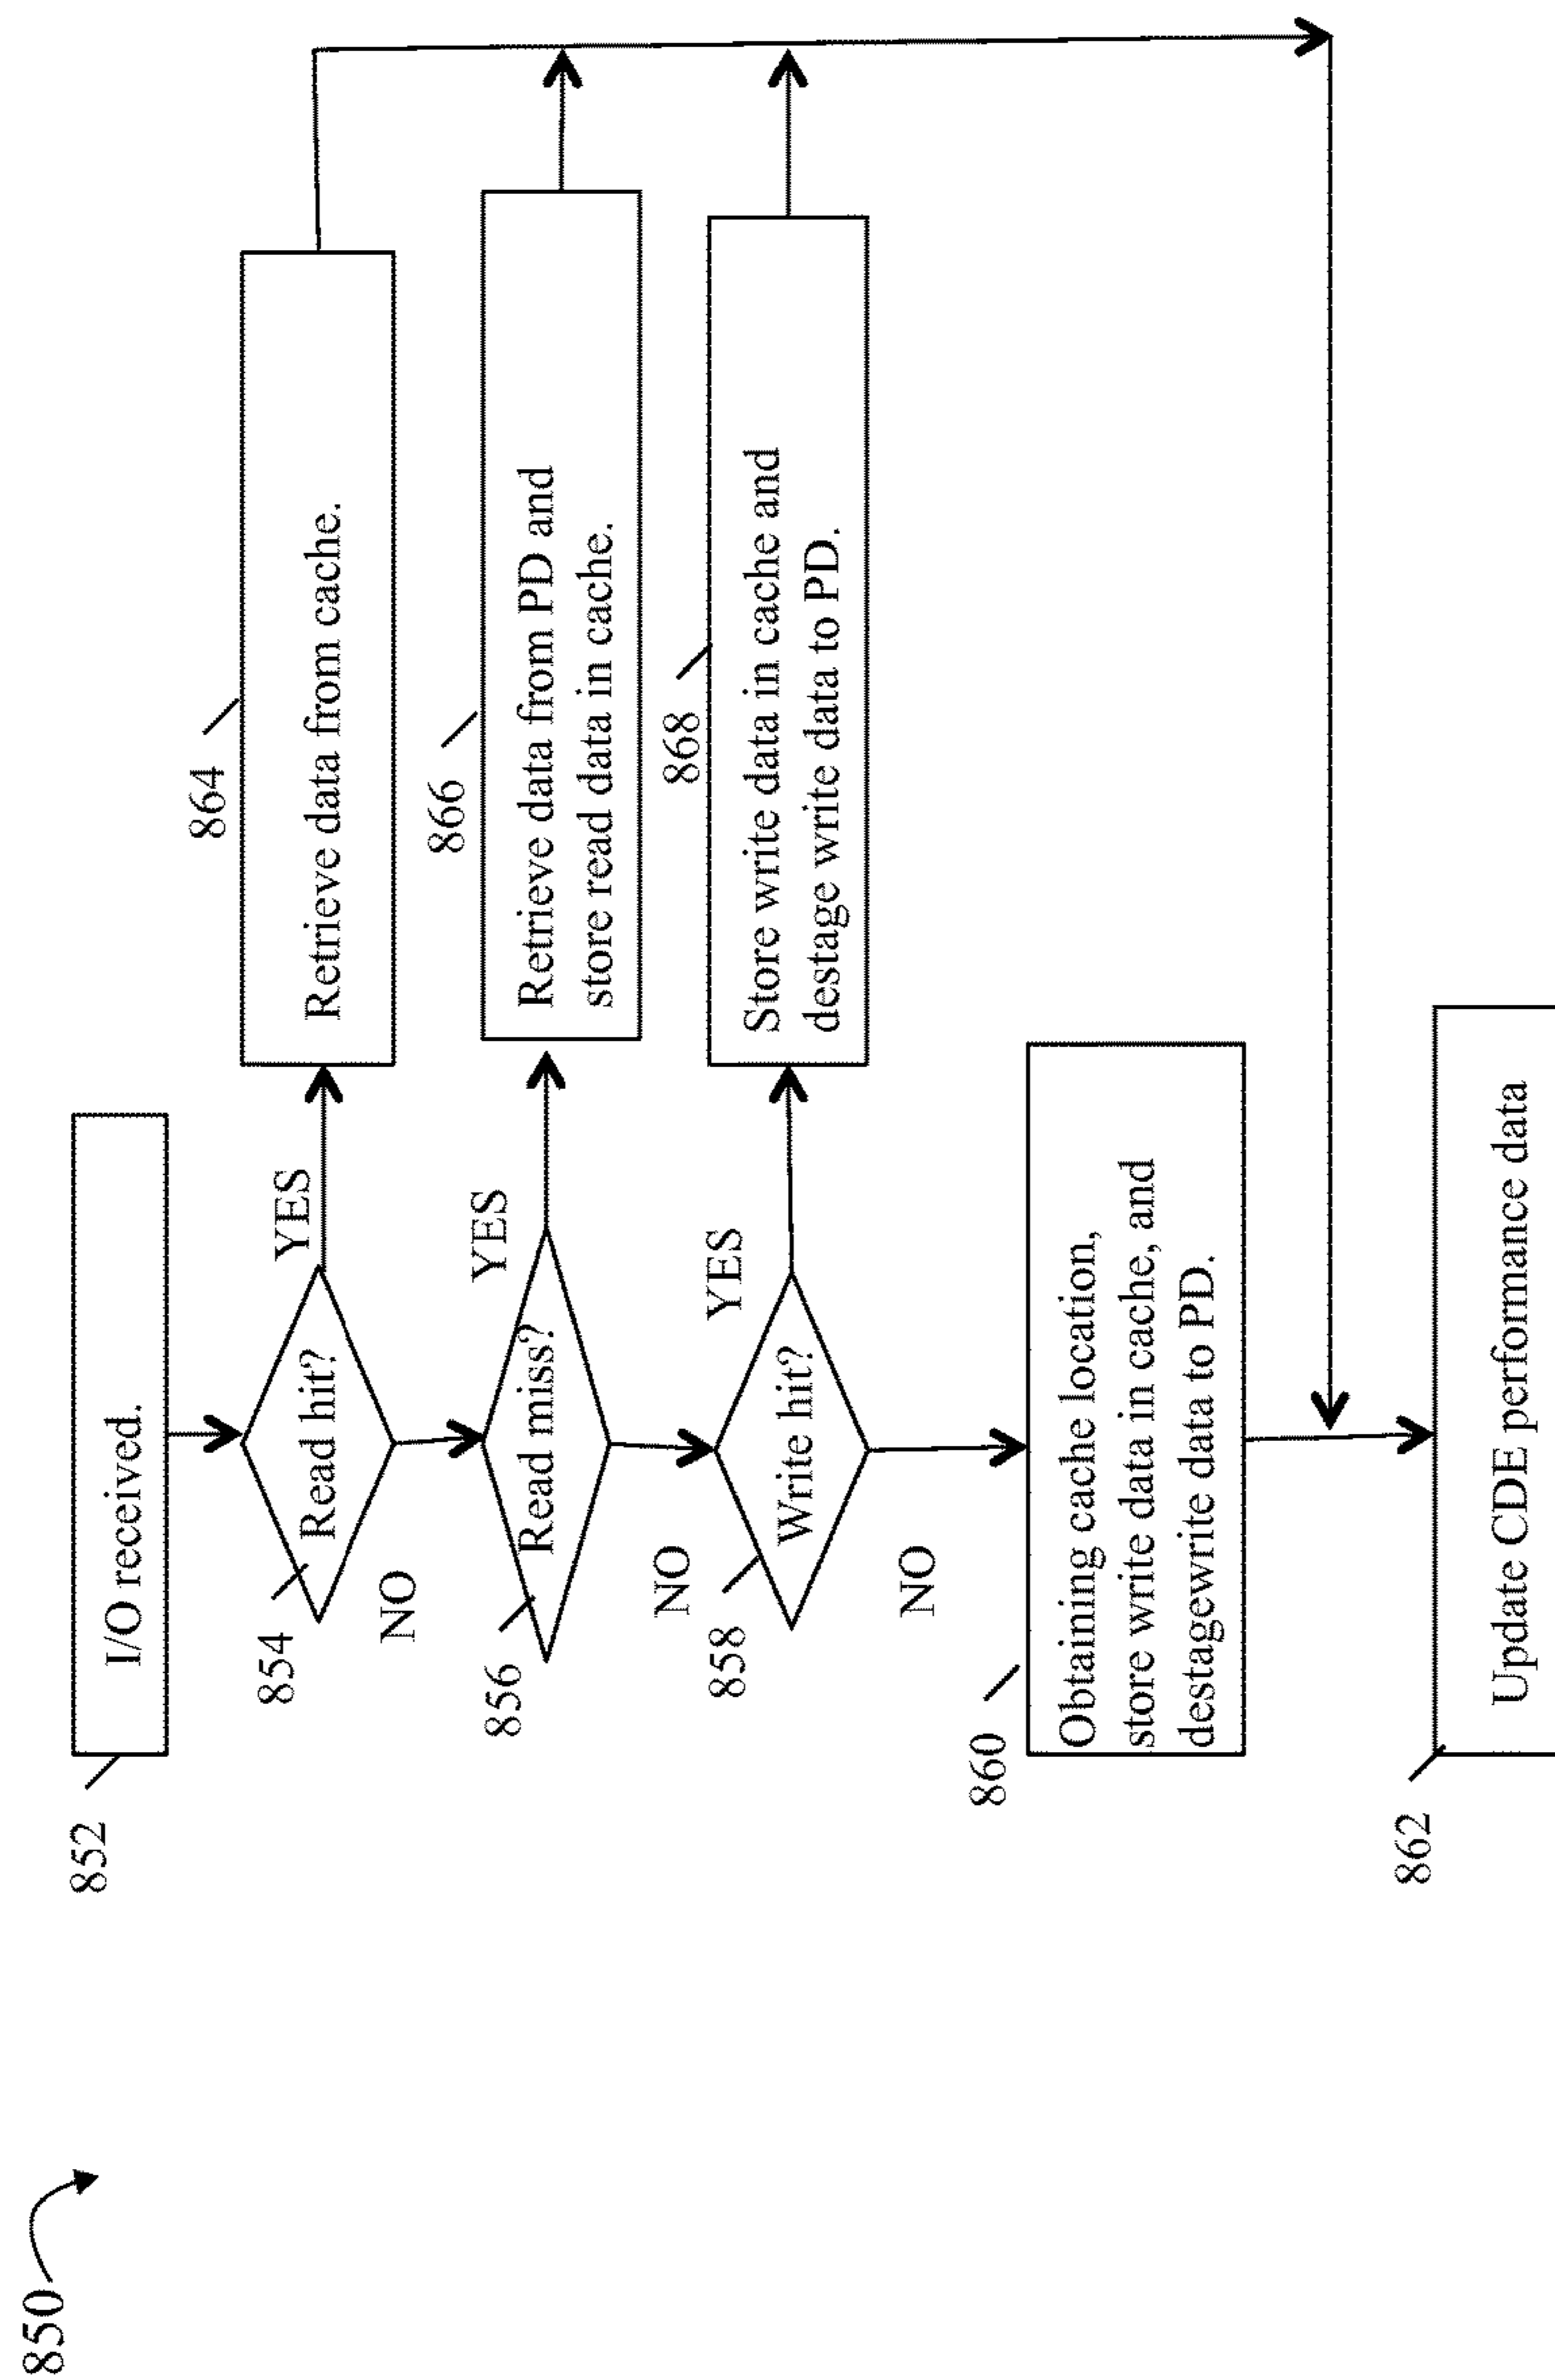 850
852
I/O received.
854
Read hit?
YES
NO
864
Retrieve data from cache.
856
Read miss?
YES
NO
866
Retrieve data from PD and
store read data in cache.
858
Write hit?
YES
NO
868
Store write data in cache and
destage write data to PD.
860
Obtaining cache location,
store write data in cache, and
destagewrite data to PD.
862
Update CDE performance data